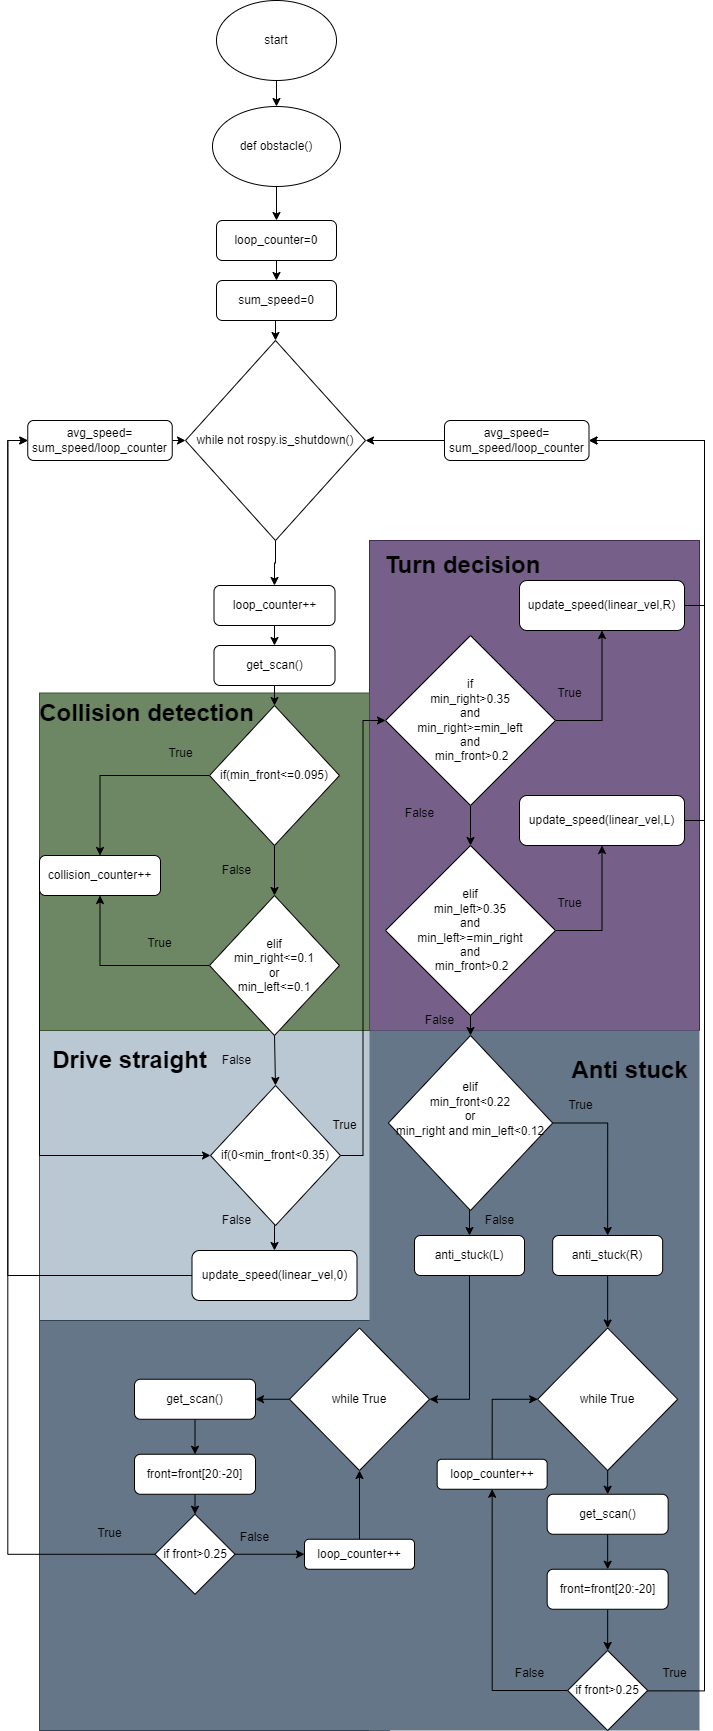 start
def obstacle()
loop_counter=0
sum_speed=0
while not rospy.is_shutdown()
avg_speed=
sum_speed/loop_counter
avg_speed=
sum_speed/loop_counter
loop_counter++
get_scan()
Collision detection
if(min_front<=0.095)
True
False
collision_counter++
True
elif
min_right<=0.1
or
min_left<=0.1
False
Turn decision
update_speed(linear_vel,R)
if
min_right>0.35
and
min_right>=min_left
and
min_front>0.2
True
False
update_speed(linear_vel,L)
elif
min_left>0.35
and
min_left>=min_right
and
min_front>0.2
True
False
Drive straight
if(0<min_front<0.35)
True
False
update_speed(linear_vel,0)
Anti stuck
elif
min_front<0.22
or
min_right and min_left<0.12
True
False
anti_stuck(L)
anti_stuck(R)
while True
get_scan()
front=front[20:-20]
if front>0.25
True
False
loop_counter++
while True
loop_counter++
get_scan()
front=front[20:-20]
if front>0.25
False
True